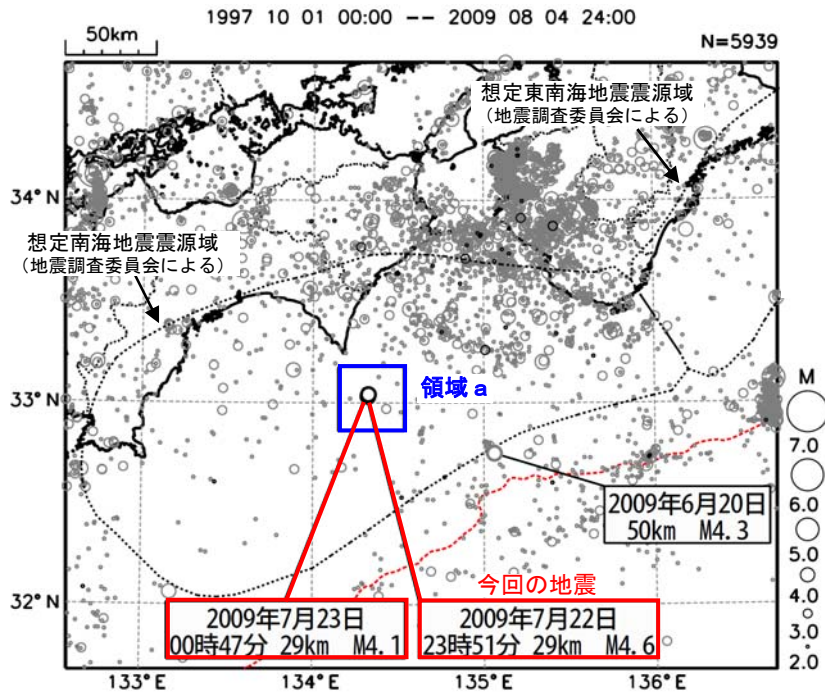 1997 10 01 00:00 -- 2009 08 04 24:00
50km
N=5939
想定東南海地震震源域
(地震調査委員会による)
34°N
想定南海地震震源域
(地震調査委員会による)
33°N
領域a
M
7.0
6.0
5.0
4.0
3.0
2.0
2009年6月20日
50km M4.3
今回の地震
32°N
2009年7月23日
00時47分 29km M4.1
2009年7月22日
23時51分 29km M4.6
133°E
134°E
135°E
136°E